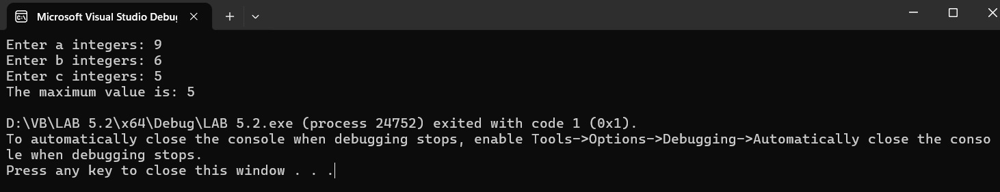 Microsoft Visual Studio Debu
Enter a integers: 9
Enter b integers: 6
Enter c integers: 5
The maximum value is: 5
D:\VB\LAB 5.2\x64\Debug\LAB 5.2.exe (process 24752) exited with code 1 (0x1).
To automatically close the console when debugging stops, enable Tools->Options->Debugging->Automatically close the conso
le when debugging stops.
Press any key to close this window . . .